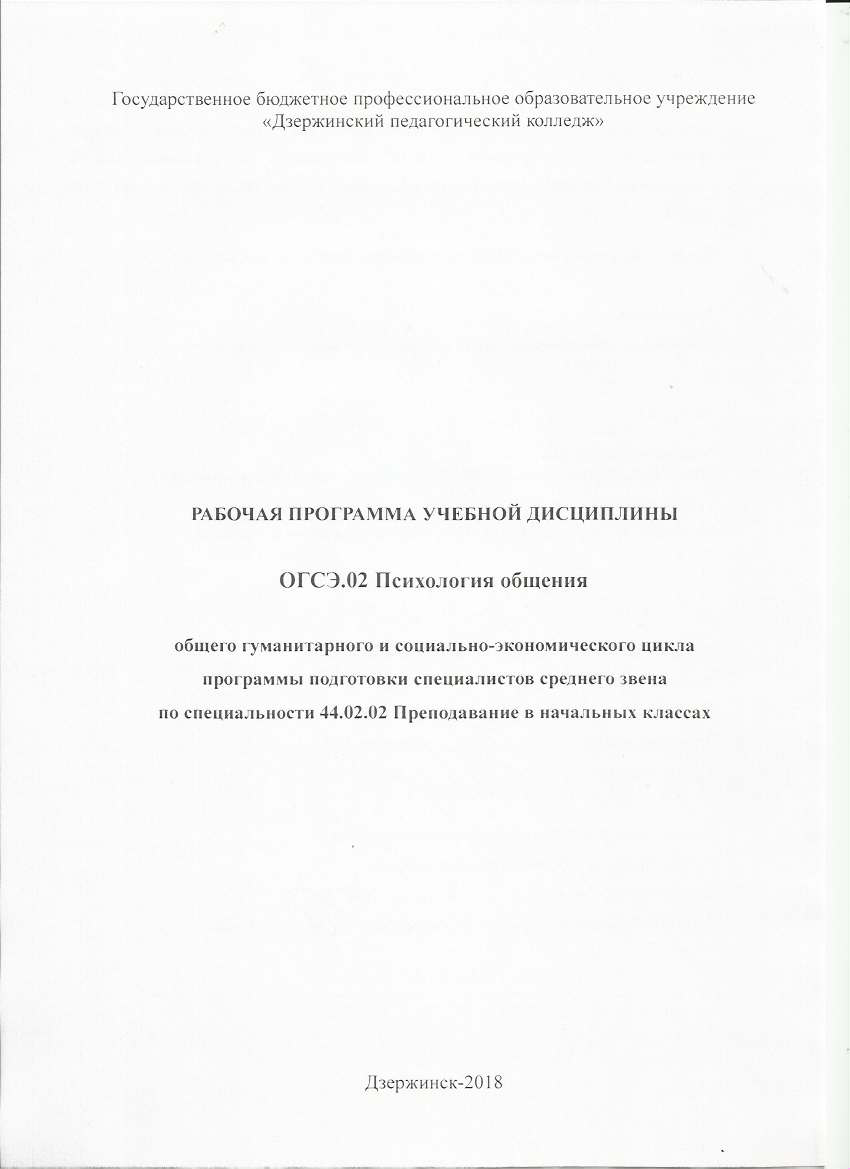 Государственное бюджетное профессиональное образовательное учреждение
«Дзержинский педагогический колледж»
РАБОЧАЯ ПРОГРАММА УЧЕБНОЙ ДИСЦИПЛИНЫ
ОГСЭ.02 Психология общения
общего гуманитарного и социально-экономического цикла
программы подготовки специалистов среднего звена
по специальности 44.02.02 Преподавание в начальных классах
Дзержинск-2018